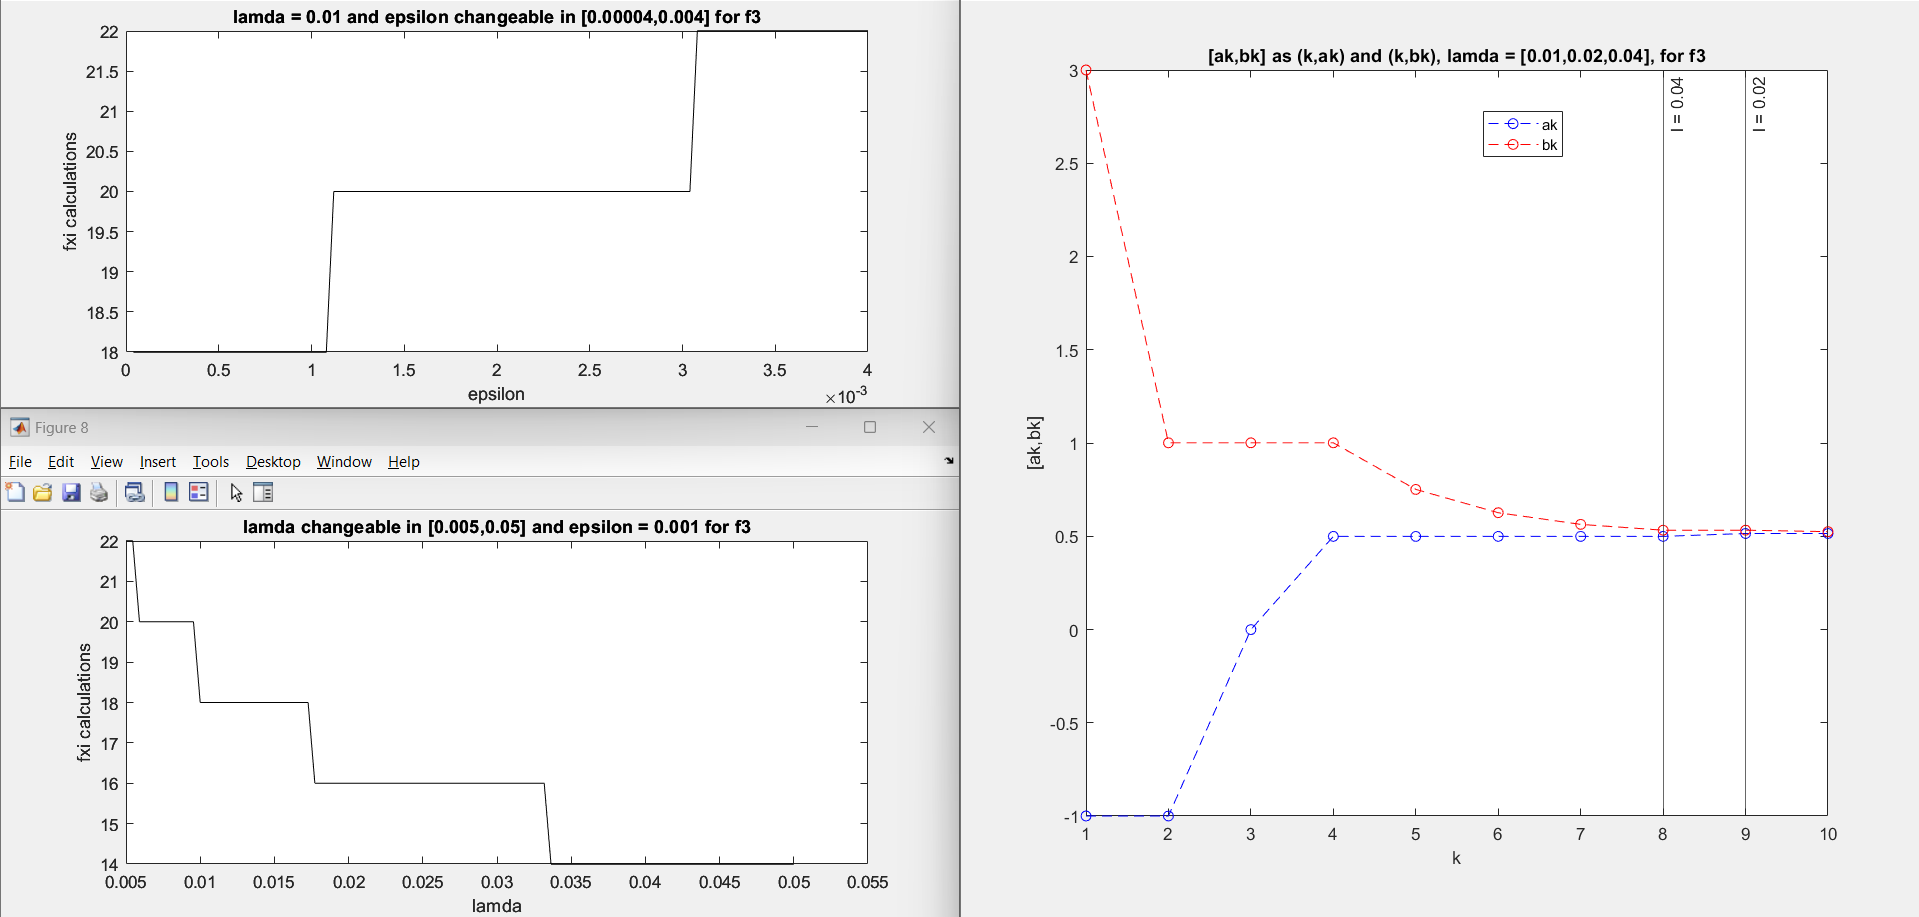 lamda = 0.01 and epsilon changeable in [0.00004,0.004] for f3
22
21.5
21
20.5
20
19.5
19
18.5
18
fxi calculations
0 0.5 1 1.5 2 2.5 3 3.5 4
epsilon
×10-3
Figure 8
File Edit View Insert Tools Desktop Window Help
lamda changeable in [0.005,0.05] and epsilon = 0.001 for f3
22
21
20
19
18
17
16
15
14
fxi calculations
0.005 0.01 0.015 0.02 0.025 0.03 0.035 0.04 0.045 0.05 0.055
lamda
[ak,bk] as (k,ak) and (k,bk), lamda = [0.01,0.02,0.04], for f3
3
2.5
2
1.5
1
0.5
0
-0.5
-1
[ak,bk]
ak
bk
l = 0.04
l = 0.02
1 2 3 4 5 6 7 8 9 10
k